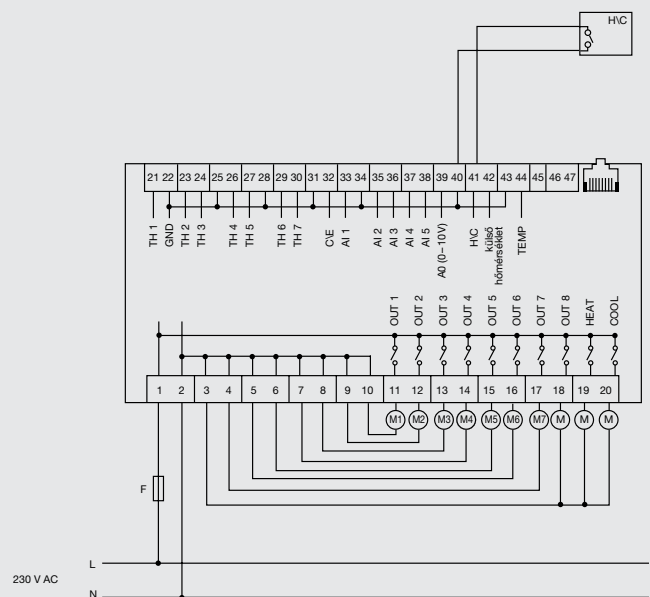 H\C
21 22 23 24 25 26 27 28 29 30 31 32 33 34 35 36 37 38 39 40 41 42 43 44 45 46 47
TH 1
GND
TH 2
TH 3
TH 4
TH 5
TH 6
TH 7
C\E
AI 1
AI 2
AI 3
AI 4
AI 5
A0 (0–10V)
H\C
külső
hőmérséklet
TEMP
OUT 1
OUT 2
OUT 3
OUT 4
OUT 5
OUT 6
OUT 7
OUT 8
HEAT
COOL
1 2 3 4 5 6 7 8 9 10 11 12 13 14 15 16 17 18 19 20
M1 M2 M3 M4 M5 M6 M7 M M M
F
L
230 V AC
N